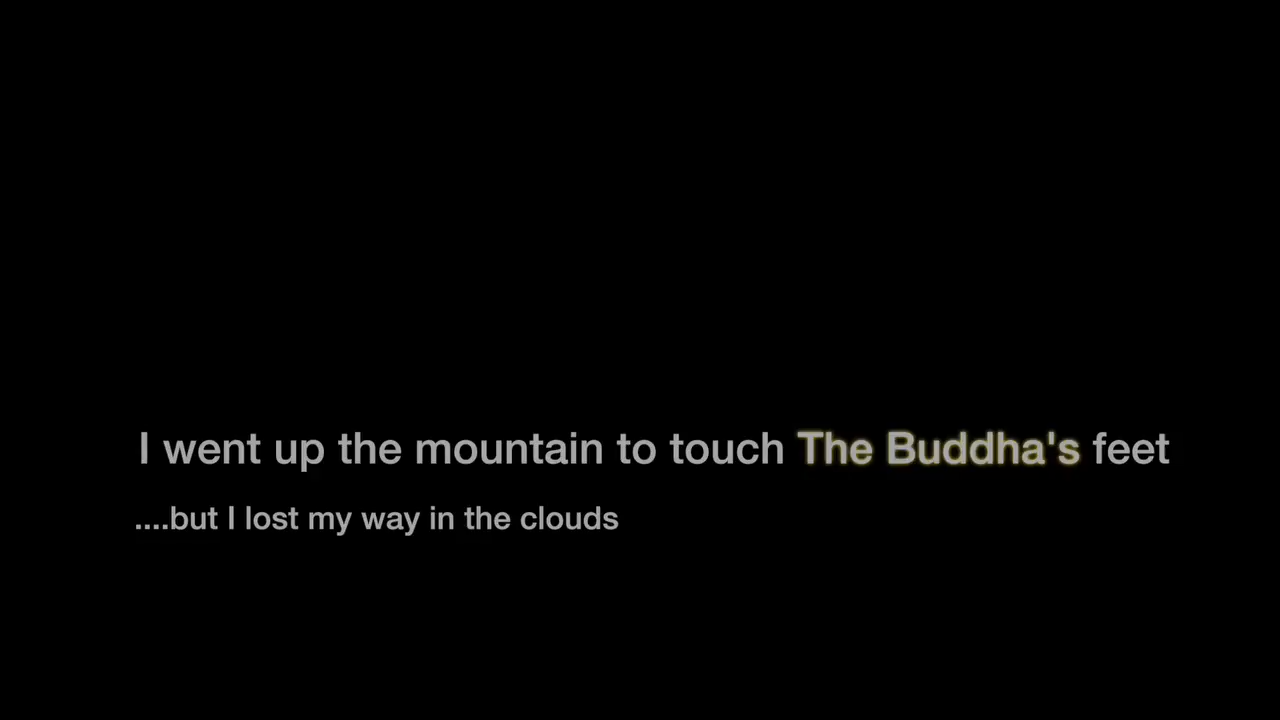 I went up the mountain to touch The Buddha's feet
....but I lost my way in the clouds